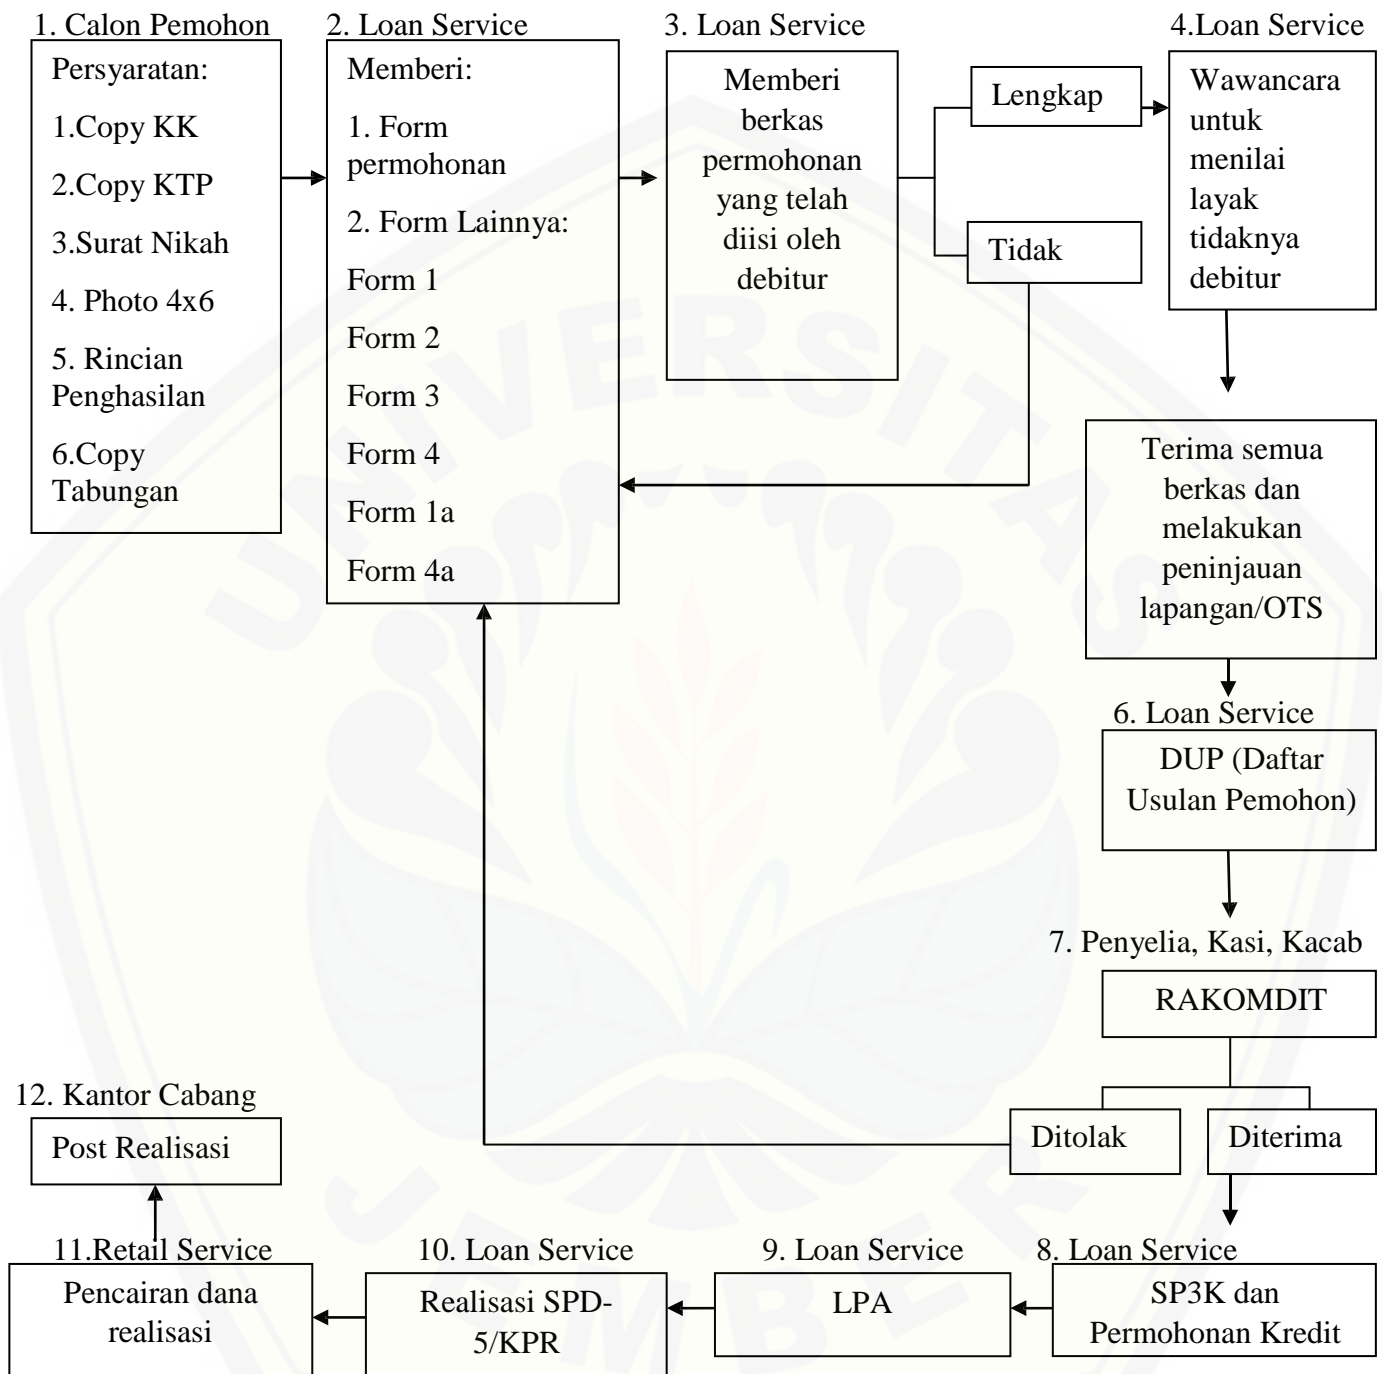 1. Calon Pemohon
Persyaratan:
1.Copy KK
2.Copy KTP
3.Surat Nikah
4. Photo 4x6
5. Rincian
Penghasilan
6.Copy
Tabungan
2. Loan Service
Memberi:
1. Form
permohonan
2. Form Lainnya:
Form 1
Form 2
Form 3
Form 4
Form 1a
Form 4a
3. Loan Service
Memberi
berkas
permohonan
yang telah
diisi oleh
debitur
Lengkap
Tidak
4.Loan Service
Wawancara
untuk
menilai
layak
tidaknya
debitur
Terima semua
berkas dan
melakukan
peninjauan
lapangan/OTS
6. Loan Service
DUP (Daftar
Usulan Pemohon)
7. Penyelia, Kasi, Kacab
RAKOMDIT
Ditolak
Diterima
8. Loan Service
SP3K dan
Permohonan Kredit
9. Loan Service
LPA
10. Loan Service
Realisasi SPD-
5/KPR
11.Retail Service
Pencairan dana
realisasi
12. Kantor Cabang
Post Realisasi
UNIVERSITAS
JEMBER